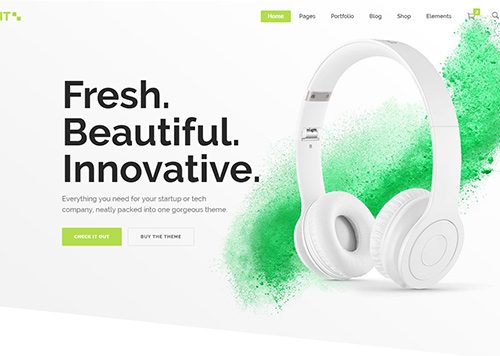 IT
Home Pages Portfolio Blog Shop Elements
Fresh.
Beautiful.
Innovative.
Everything you need for your startup or tech
company, neatly packed into one gorgeous theme.
CHECK IT OUT BUY THE THEME